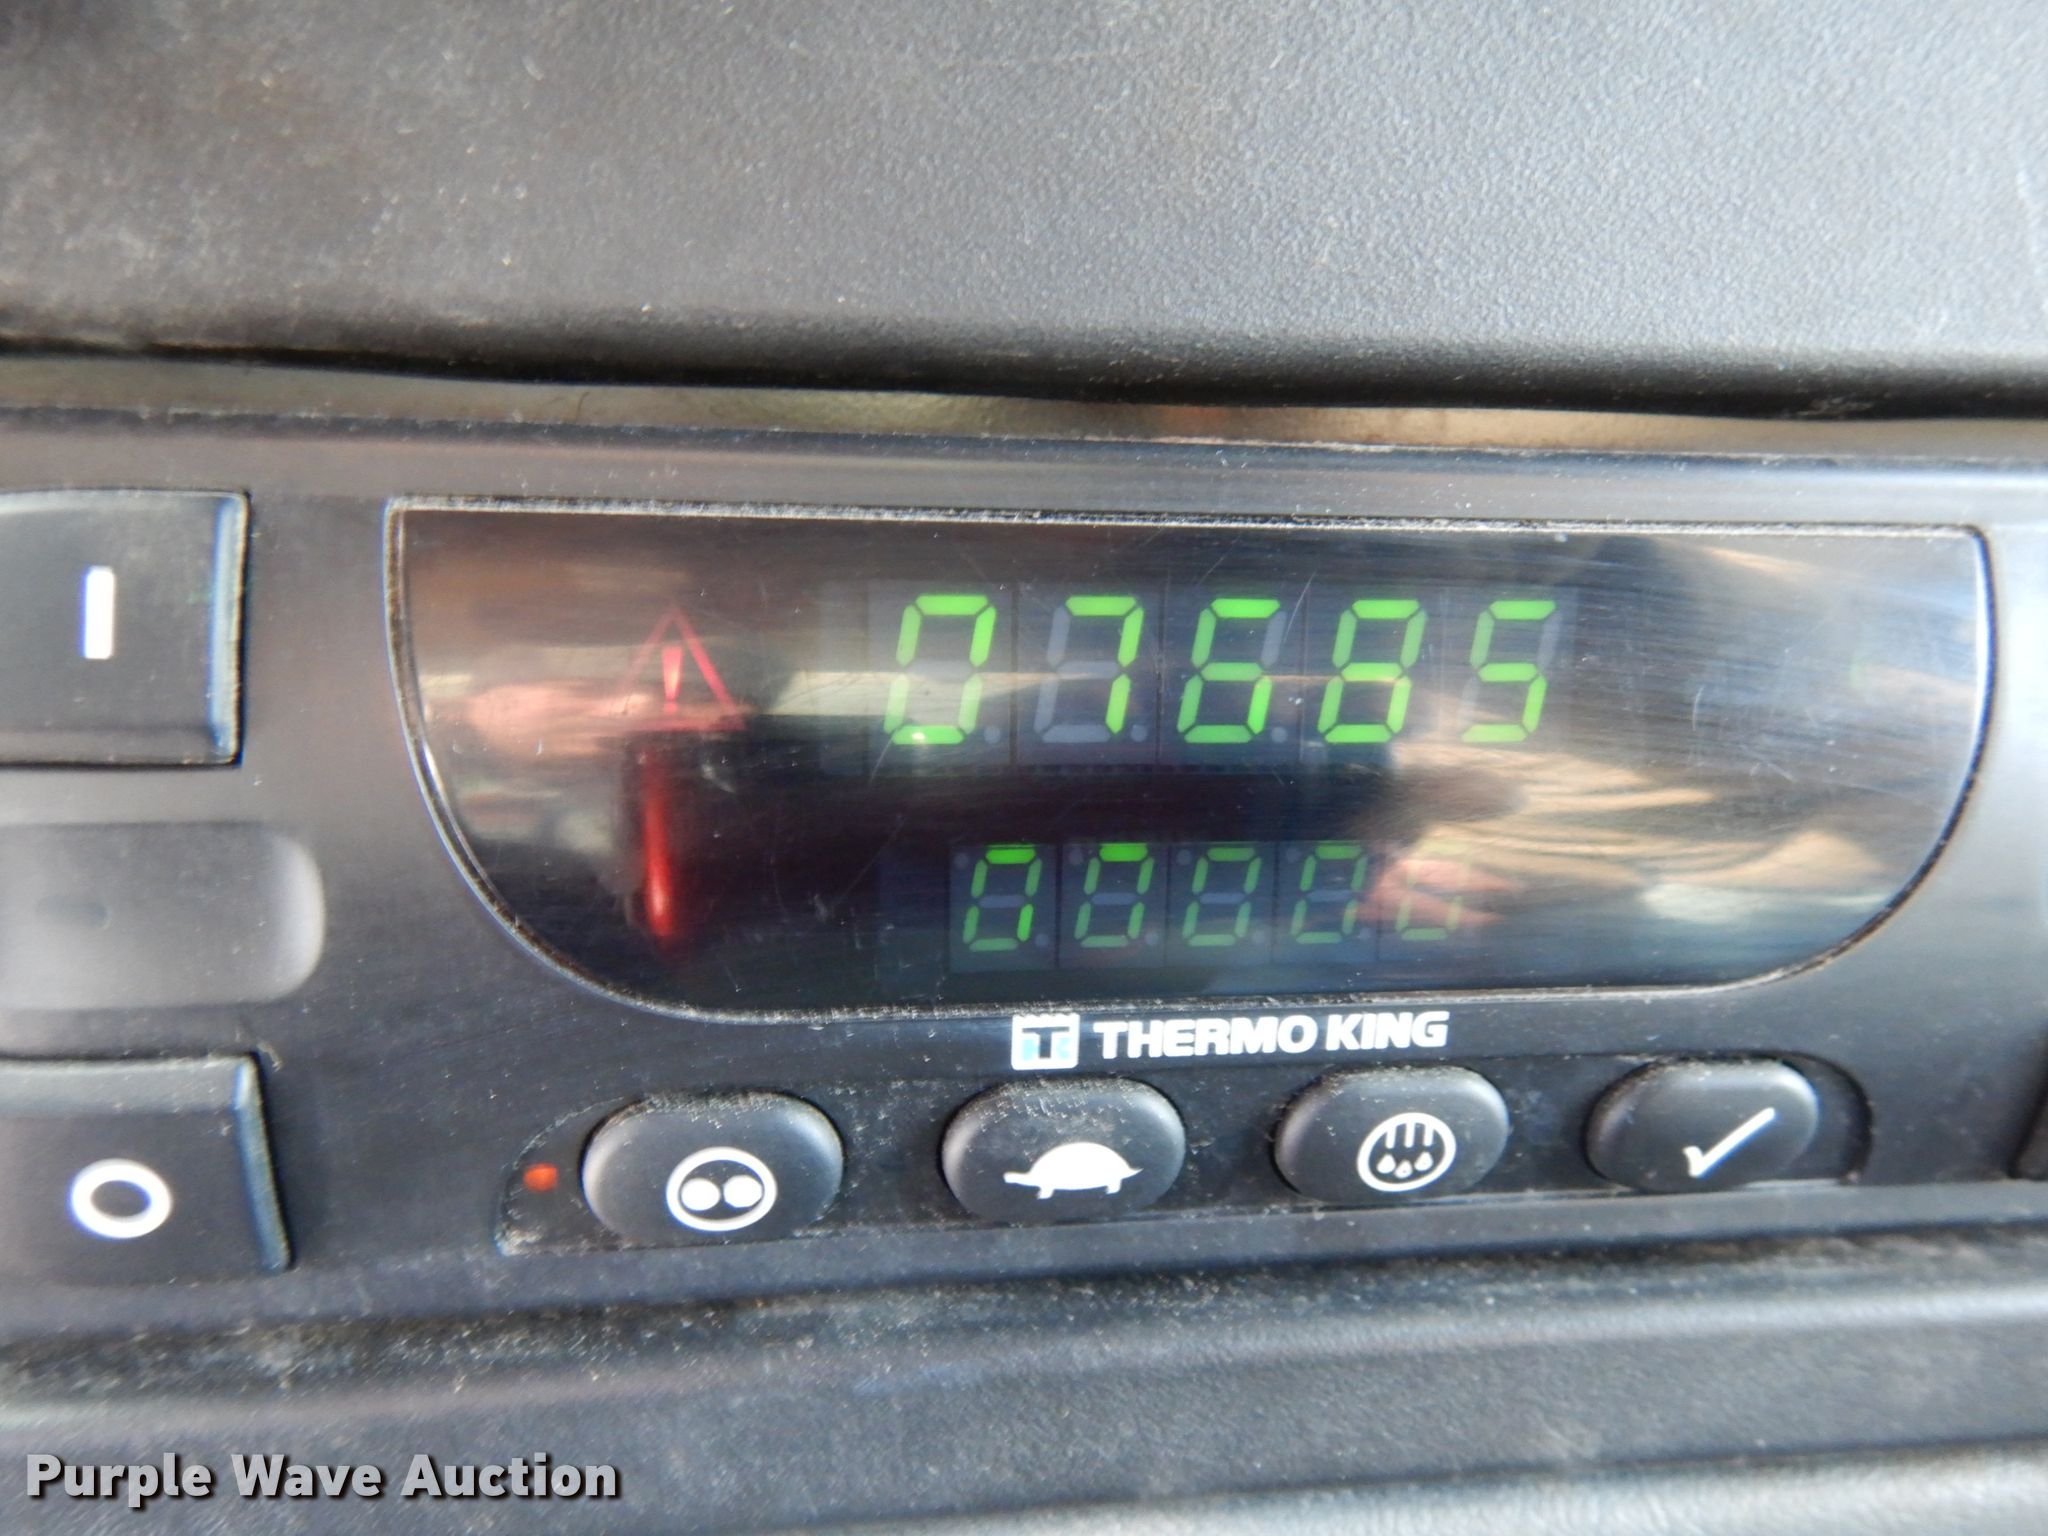 07685
00000
THERMO KING
Purple Wave Auction